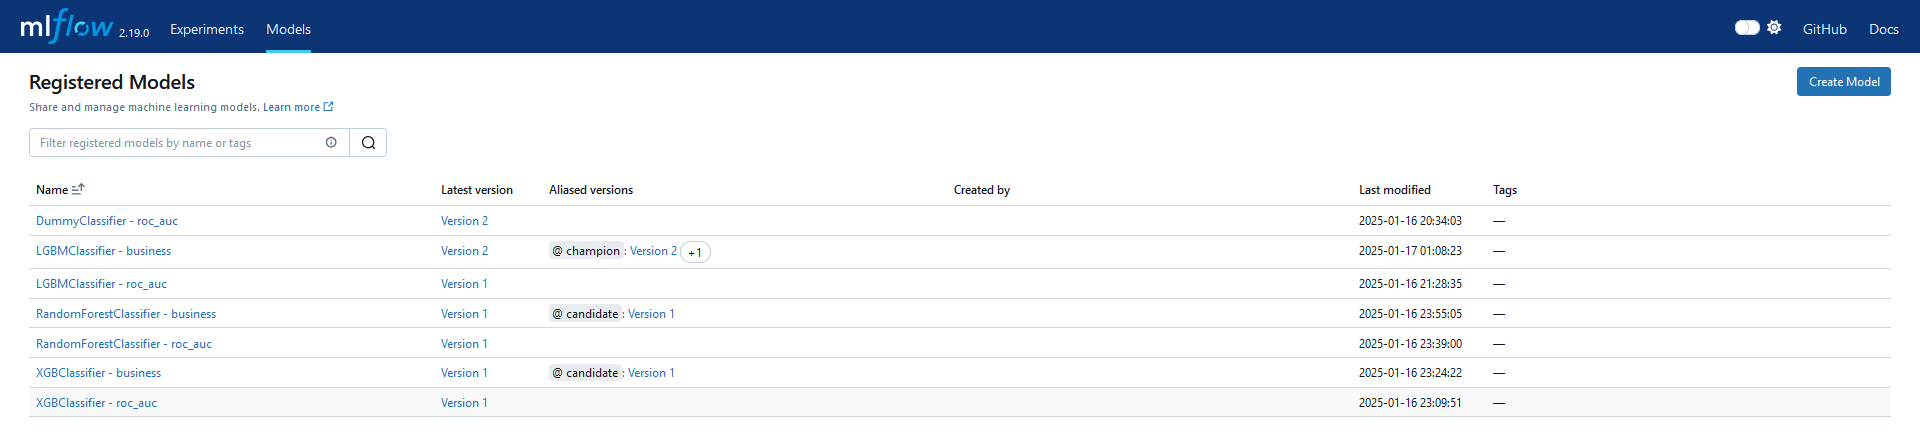 mlflow 2.19.0 Experiments Models GitHub Docs
Registered Models
Create Model
Share and manage machine learning models. Learn more
Filter registered models by name or tags
Name Latest version Aliased versions Created by Last modified Tags
DummyClassifier - roc_auc Version 2 2025-01-16 20:34:03 —
LGBMClassifier - business Version 2 @ champion : Version 2 +1 2025-01-17 01:08:23 —
LGBMClassifier - roc_auc Version 1 2025-01-16 21:28:35 —
RandomForestClassifier - business Version 1 @ candidate : Version 1 2025-01-16 23:55:05 —
RandomForestClassifier - roc_auc Version 1 2025-01-16 23:39:00 —
XGBClassifier - business Version 1 @ candidate : Version 1 2025-01-16 23:24:22 —
XGBClassifier - roc_auc Version 1 2025-01-16 23:09:51 —